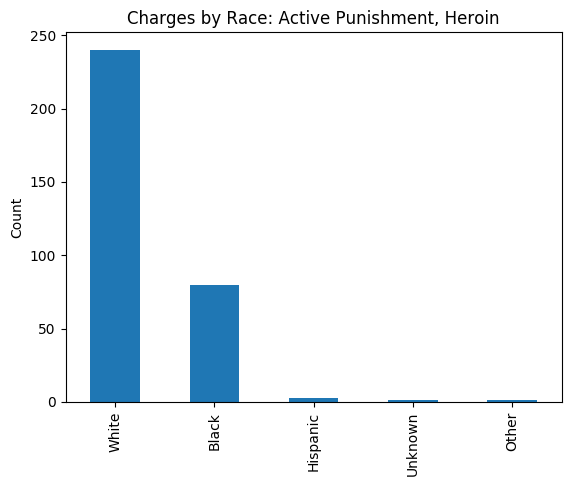 Charges by Race: Active Punishment, Heroin
250
200
150
100
50
0
Count
White
Black
Hispanic
Unknown
Other